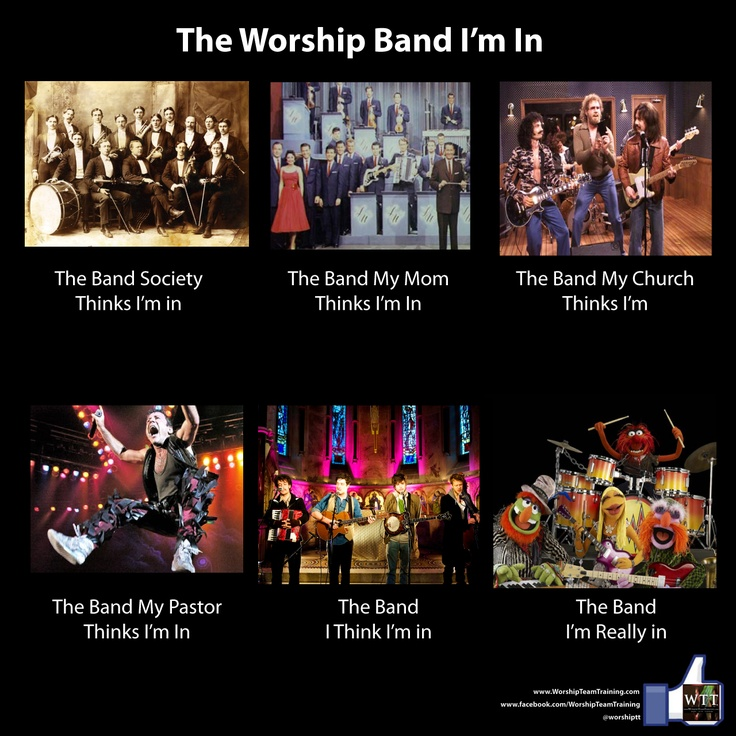 The Worship Band I'm In
The Band Society
Thinks I'm in
The Band My Mom
Thinks I'm In
The Band My Church
Thinks I'm
The Band My Pastor
Thinks I'm In
The Band
I Think I'm in
The Band
I'm Really in
www.WorshipTeamTraining.com
www.facebook.com/WorshipTeamTraining
@worshiptt
WTT